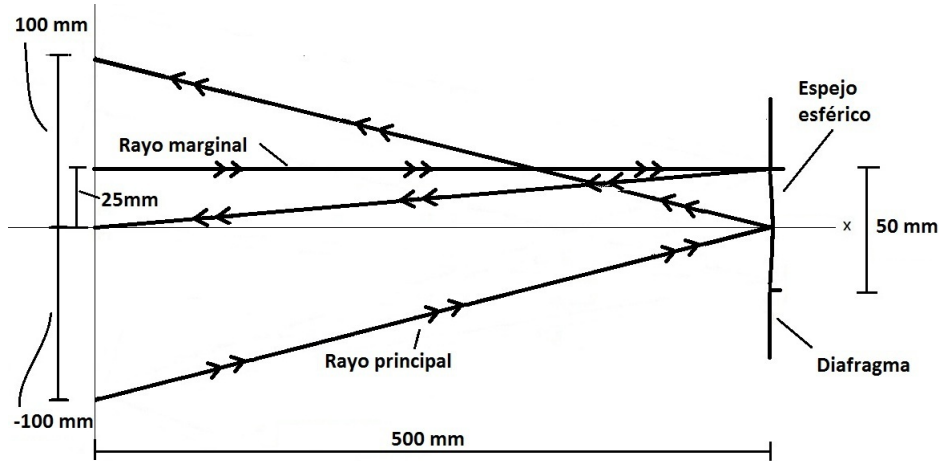 100 mm
Espejo
esférico
Rayo marginal
25mm
x
50 mm
Rayo principal
Diafragma
-100 mm
500 mm